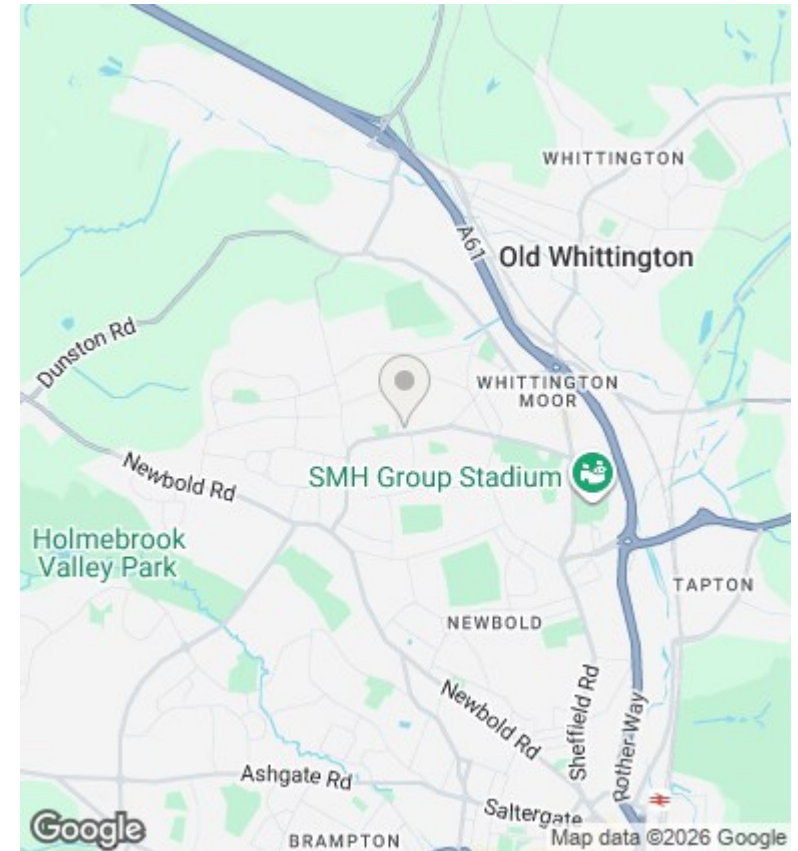 WHITTINGTON
A61
Old Whittington
Dunston Rd
WHITTINGTON
MOOR
Newbold Rd
SMH Group Stadium
Holmebrook
Valley Park
TAPTON
NEWBOLD
Newbold Rd
Sheffield Rd
Rother Way
Ashgate Rd
Saltergate
Google
BRAMPTON
Map data ©2026 Google